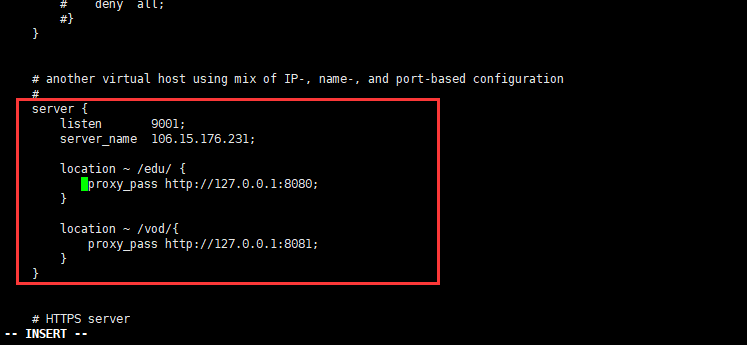 #    deny  all;
#}
}
# another virtual host using mix of IP-, name-, and port-based configuration
#
server {
listen       9001;
server_name  106.15.176.231;
location ~ /edu/ {
proxy_pass http://127.0.0.1:8080;
}
location ~ /vod/{
proxy_pass http://127.0.0.1:8081;
}
}
# HTTPS server
-- INSERT --